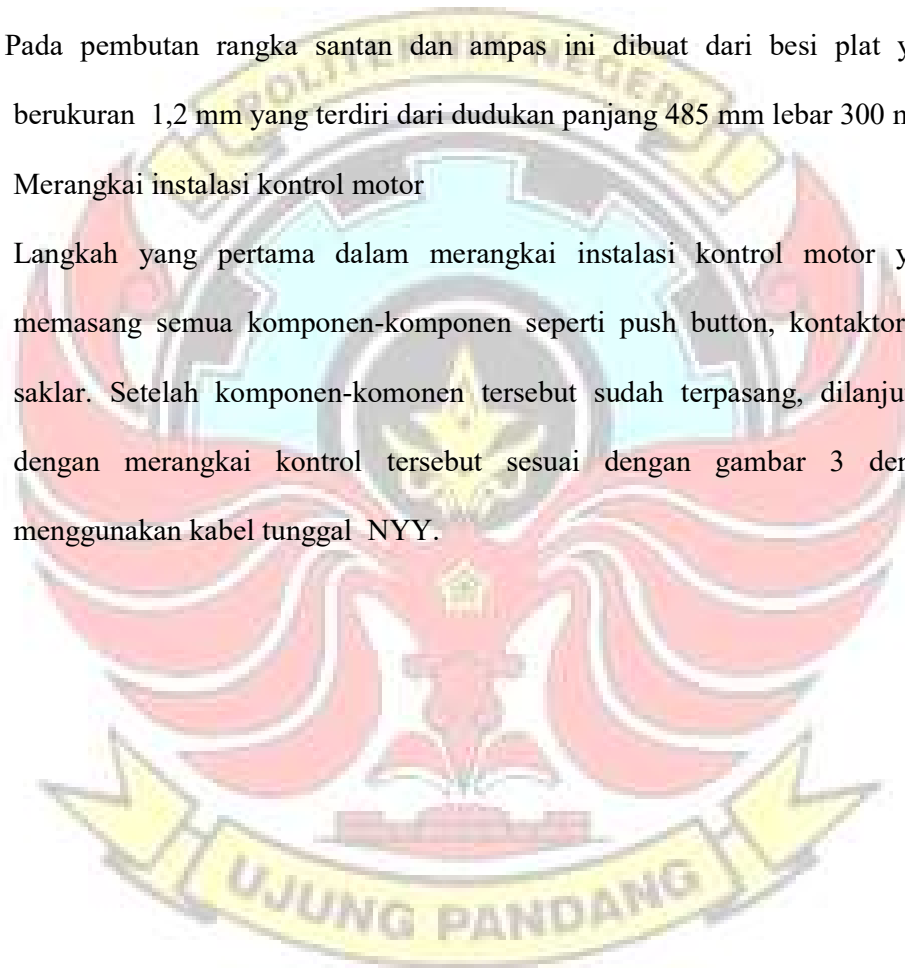 Pada pembutan rangka santan dan ampas ini dibuat dari besi plat
berukuran 1,2 mm yang terdiri dari dudukan panjang 485 mm lebar 300
Merangkai instalasi kontrol motor
Langkah yang pertama dalam merangkai instalasi kontrol motor
memasang semua komponen-komponen seperti push button, kontaktor
saklar. Setelah komponen-komonen tersebut sudah terpasang,
dengan merangkai kontrol tersebut sesuai dengan gambar 3
menggunakan kabel tunggal NYY.
POLITEKNIK NEGERI
UJUNG PANDANG